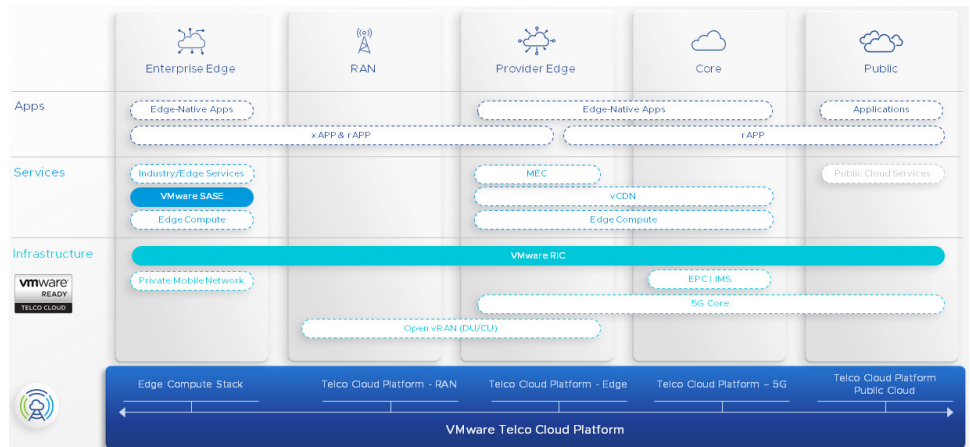 Enterprise Edge
RAN
Provider Edge
Core
Public
Apps
Edge-Native Apps
Edge-Native Apps
Applications
xAPP & rAPP
rAPP
Services
Industry/Edge Services
MEC
Public Cloud Services
VMware SASE
vCDN
Edge Compute
Edge Compute
Infrastructure
VMware RIC
vmware
READY
TELCO CLOUD
Private Mobile Network
EPC | IMS
5G Core
Open vRAN (DU/CU)
Edge Compute Stack
Telco Cloud Platform - RAN
Telco Cloud Platform - Edge
Telco Cloud Platform – 5G
Telco Cloud Platform
Public Cloud
VMware Telco Cloud Platform